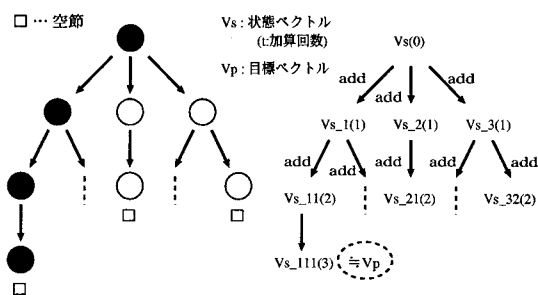 □ … 空節
Vs : 状態ベクトル
(t:加算回数)
Vp : 目標ベクトル
Vs(0)
add add add
Vs_1(1) Vs_2(1) Vs_3(1)
add add add add add
Vs_11(2) Vs_21(2) Vs_32(2)
Vs_111(3) ≒Vp